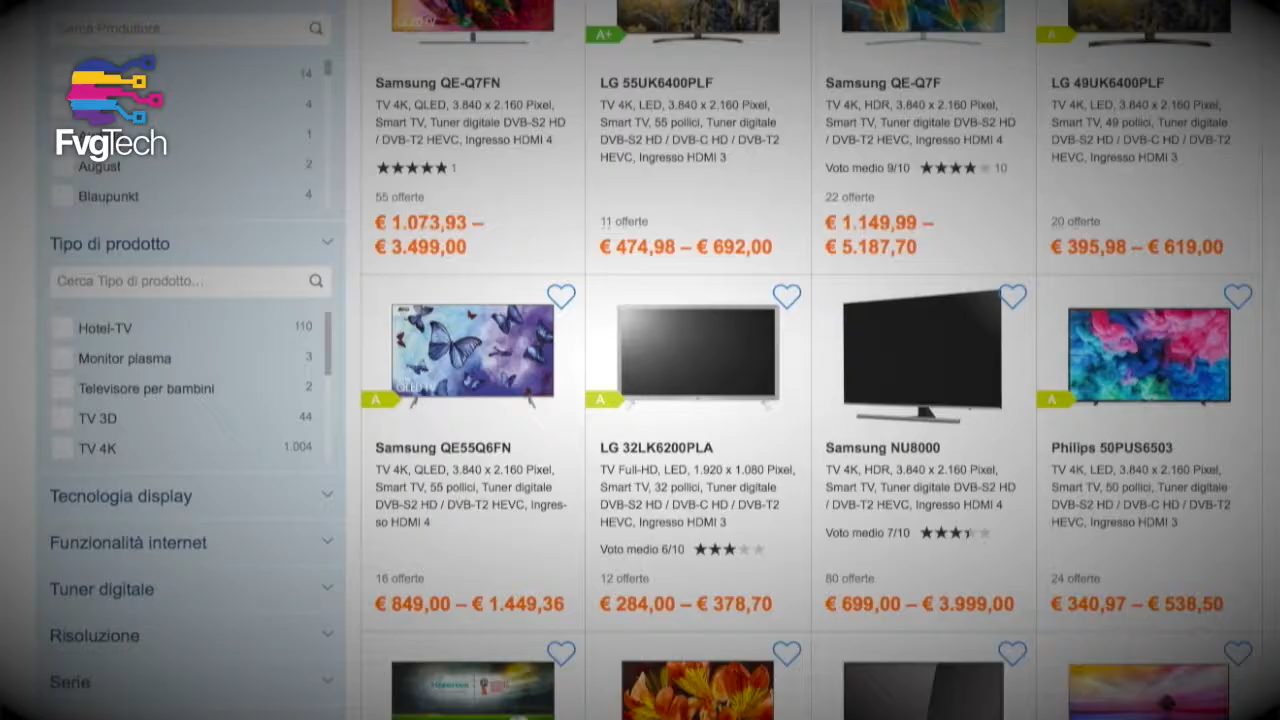 Cerca Produttore...
14
4
1
August 2
Blaupunkt 4
FvgTech
Tipo di prodotto
Cerca Tipo di prodotto...
Hotel-TV 110
Monitor plasma 3
Televisore per bambini 2
TV 3D 44
TV 4K 1.004
Tecnologia display
Funzionalità internet
Tuner digitale
Risoluzione
Serie
Samsung QE-Q7FN
TV 4K, QLED, 3.840 x 2.160 Pixel,
Smart TV, Tuner digitale DVB-S2 HD
/ DVB-T2 HEVC, Ingresso HDMI 4
1
55 offerte
€ 1.073,93 –
€ 3.499,00
A+
LG 55UK6400PLF
TV 4K, LED, 3.840 x 2.160 Pixel,
Smart TV, 55 pollici, Tuner digitale
DVB-S2 HD / DVB-C HD / DVB-T2
HEVC, Ingresso HDMI 3
11 offerte
€ 474,98 – € 692,00
Samsung QE-Q7F
TV 4K, HDR, 3.840 x 2.160 Pixel,
Smart TV, Tuner digitale DVB-S2 HD
/ DVB-T2 HEVC, Ingresso HDMI 4
Voto medio 9/10 10
22 offerte
€ 1.149,99 –
€ 5.187,70
A
LG 49UK6400PLF
TV 4K, LED, 3.840 x 2.160 Pixel,
Smart TV, 49 pollici, Tuner digitale
DVB-S2 HD / DVB-C HD / DVB-T2
HEVC, Ingresso HDMI 3
20 offerte
€ 395,98 – € 619,00
QLED TV
A
Samsung QE55Q6FN
TV 4K, QLED, 3.840 x 2.160 Pixel,
Smart TV, 55 pollici, Tuner digitale
DVB-S2 HD / DVB-T2 HEVC, Ingres-
so HDMI 4
16 offerte
€ 849,00 – € 1.449,36
A
LG 32LK6200PLA
TV Full-HD, LED, 1.920 x 1.080 Pixel,
Smart TV, 32 pollici, Tuner digitale
DVB-S2 HD / DVB-C HD / DVB-T2
HEVC, Ingresso HDMI 3
Voto medio 6/10
12 offerte
€ 284,00 – € 378,70
Samsung NU8000
TV 4K, HDR, 3.840 x 2.160 Pixel,
Smart TV, Tuner digitale DVB-S2 HD
/ DVB-T2 HEVC, Ingresso HDMI 4
Voto medio 7/10
80 offerte
€ 699,00 – € 3.999,00
A
Philips 50PUS6503
TV 4K, LED, 3.840 x 2.160 Pixel,
Smart TV, 50 pollici, Tuner digitale
DVB-S2 HD / DVB-C HD / DVB-T2
HEVC, Ingresso HDMI 3
24 offerte
€ 340,97 – € 538,50